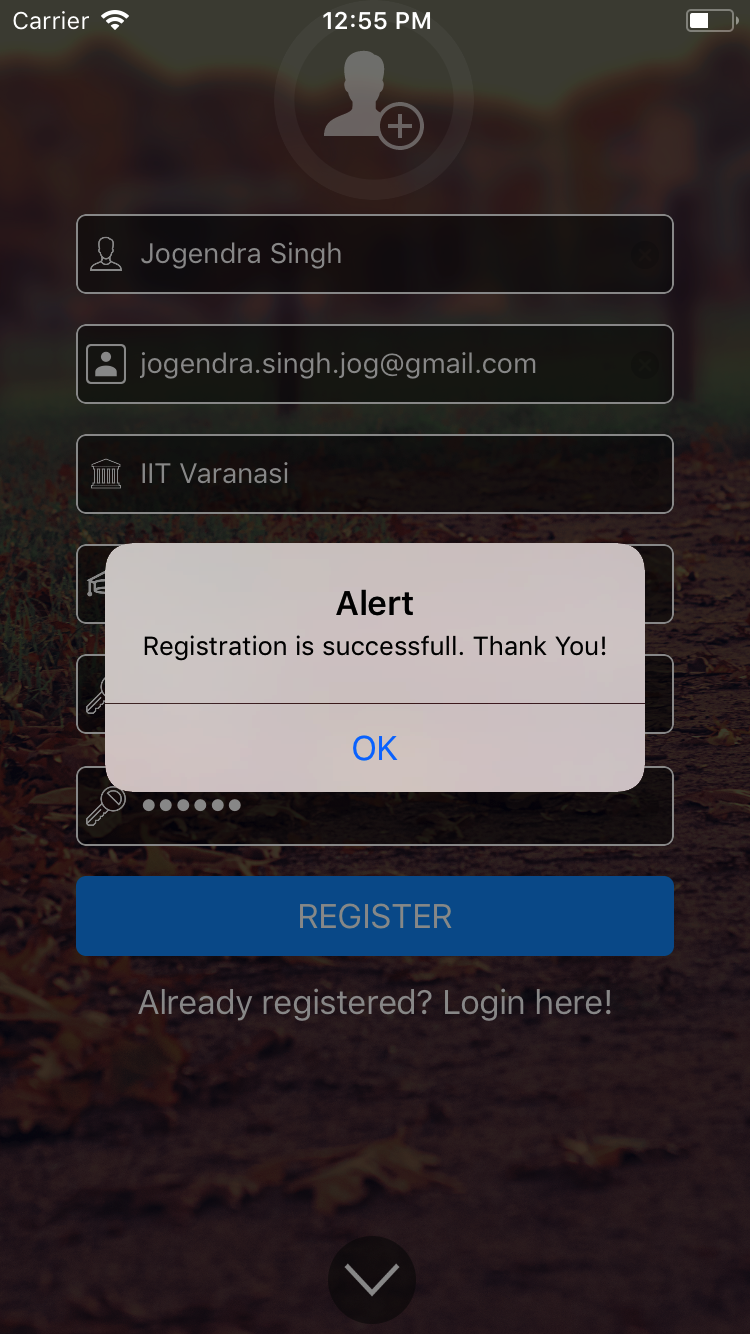 Carrier 12:55 PM
Jogendra Singh
jogendra.singh.jog@gmail.com
IIT Varanasi
Alert
Registration is successfull. Thank You!
OK
●●●●●●
REGISTER
Already registered? Login here!